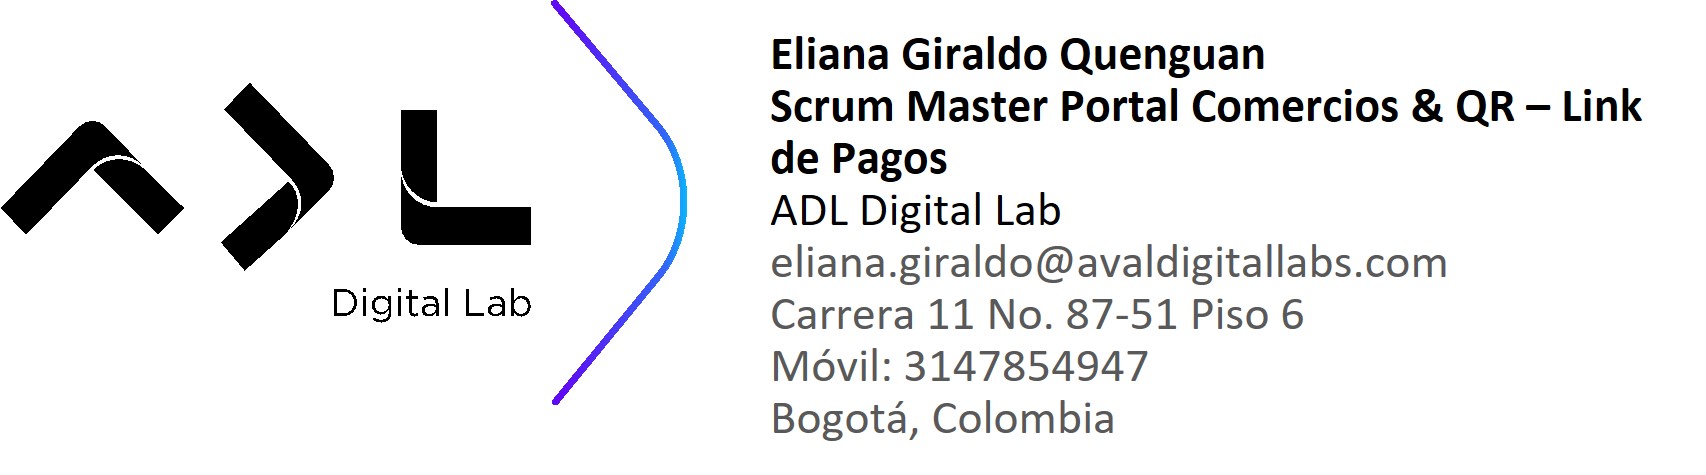 ADL
Digital Lab
Eliana Giraldo Quenguan
Scrum Master Portal Comercios & QR – Link
de Pagos
ADL Digital Lab
eliana.giraldo@avaldigitallabs.com
Carrera 11 No. 87-51 Piso 6
Móvil: 3147854947
Bogotá, Colombia